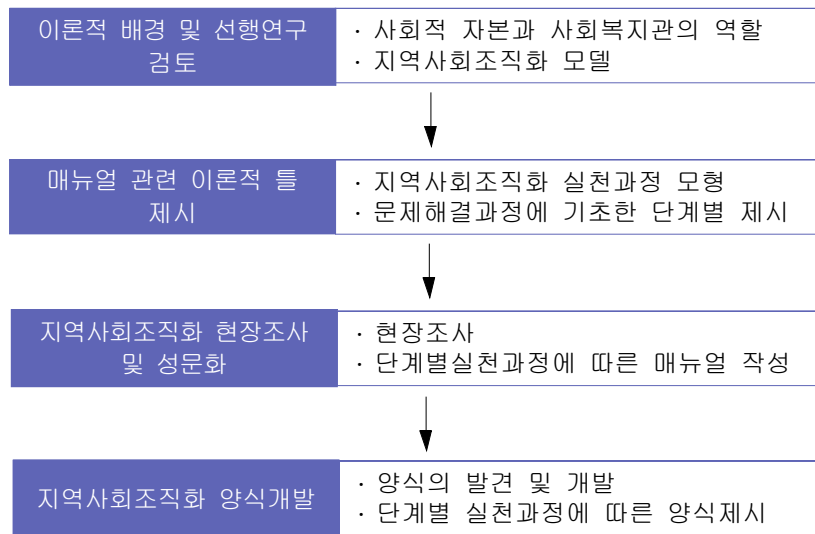 이론적 배경 및 선행연구
검토
· 사회적 자본과 사회복지관의 역할
· 지역사회조직화 모델
매뉴얼 관련 이론적 틀
제시
· 지역사회조직화 실천과정 모형
· 문제해결과정에 기초한 단계별 제시
지역사회조직화 현장조사
및 성문화
· 현장조사
· 단계별실천과정에 따른 매뉴얼 작성
지역사회조직화 양식개발
· 양식의 발견 및 개발
· 단계별 실천과정에 따른 양식제시